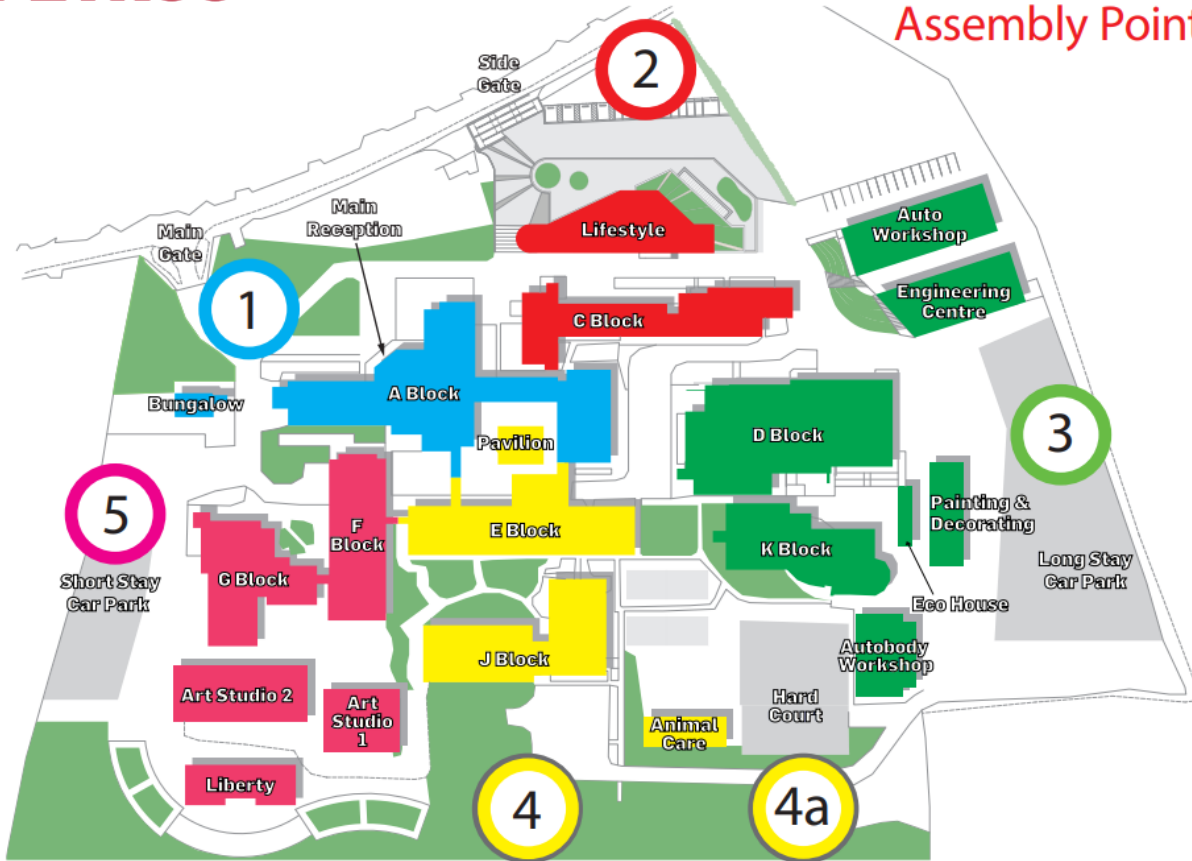 Assembly Point
Side
Gate
2
Main
Reception
Main
Gate
Lifestyle
Auto
Workshop
1
Engineering
Centre
C Block
A Block
Bungalow
Pavilion
D Block
3
5
F
Block
E Block
Painting &
Decorating
K Block
G Block
Short Stay
Car Park
Long Stay
Car Park
Eco House
J Block
Autobody
Workshop
Art Studio 2
Art
Studio
1
Hard
Court
Animal
Care
Liberty
4
4a